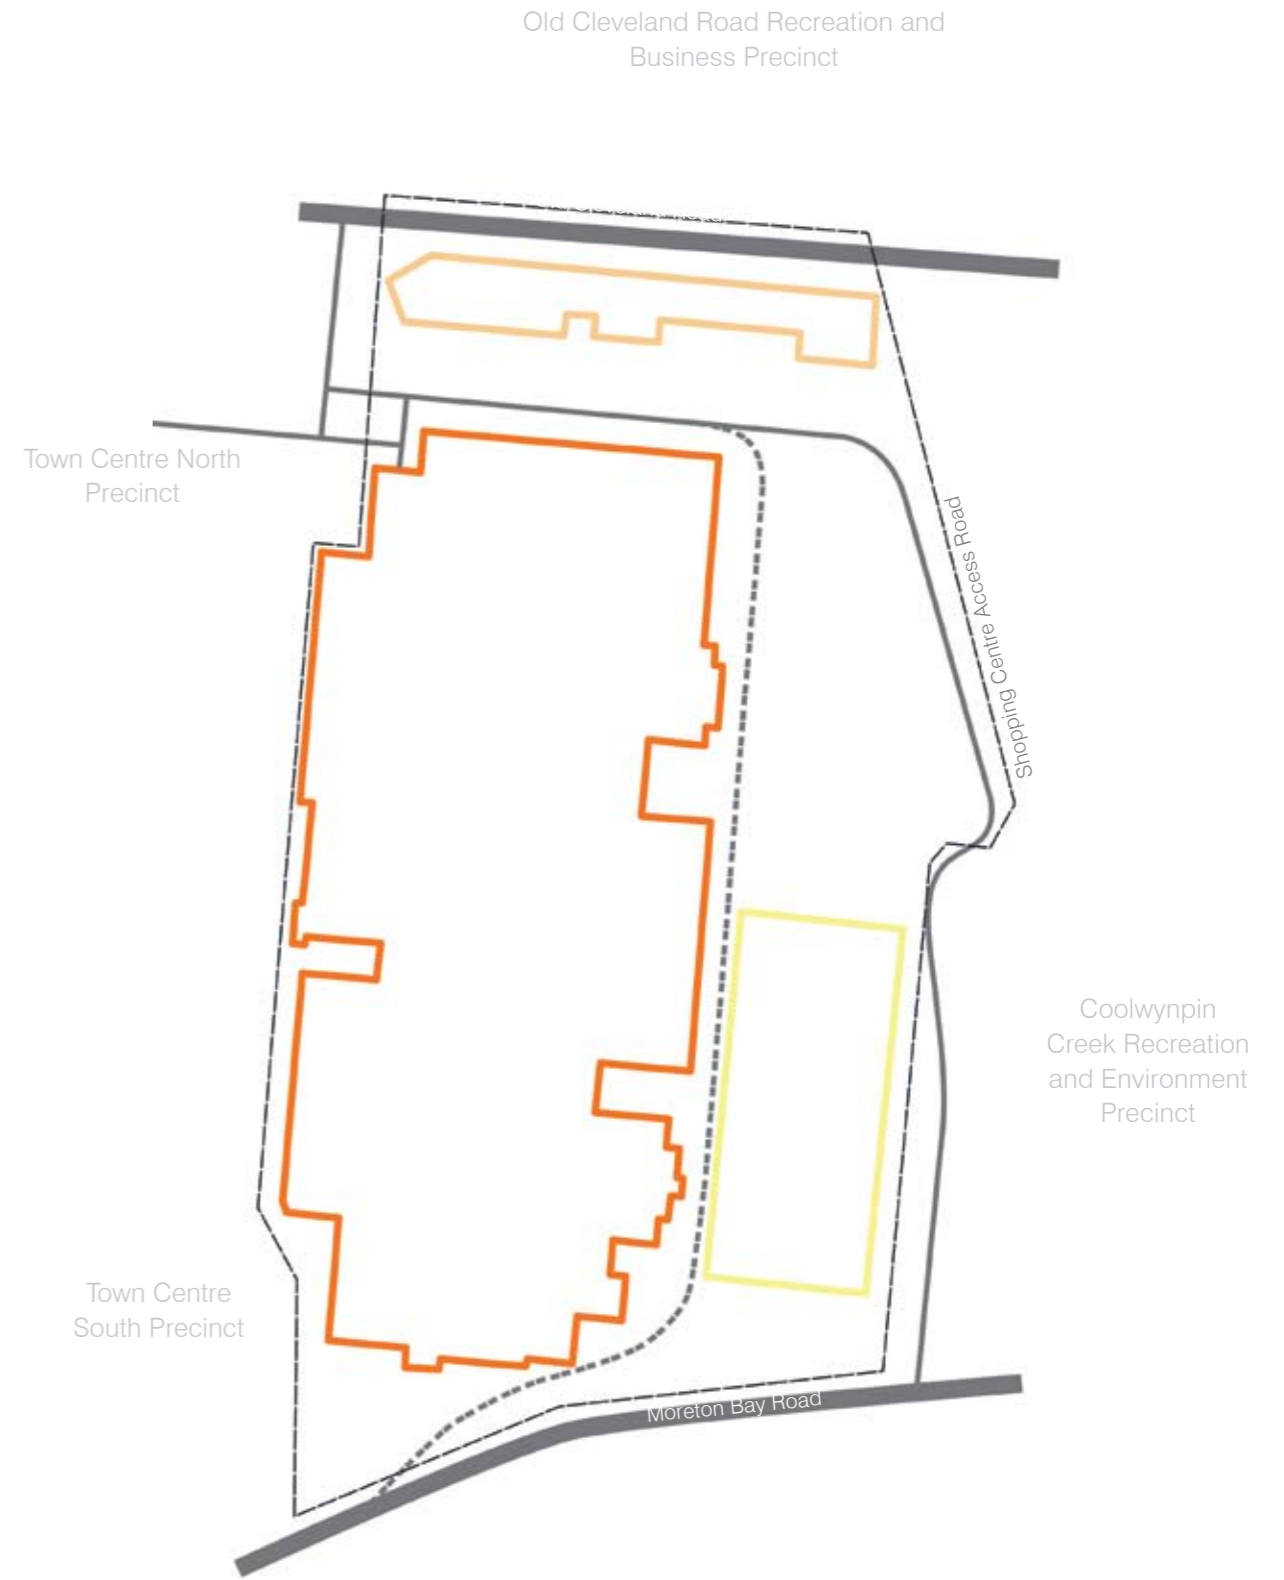 Old Cleveland Road Recreation and
Business Precinct
Town Centre North
Precinct
Shopping Centre Access Road
Coolwynpin
Creek Recreation
and Environment
Precinct
Town Centre
South Precinct
Moreton Bay Road